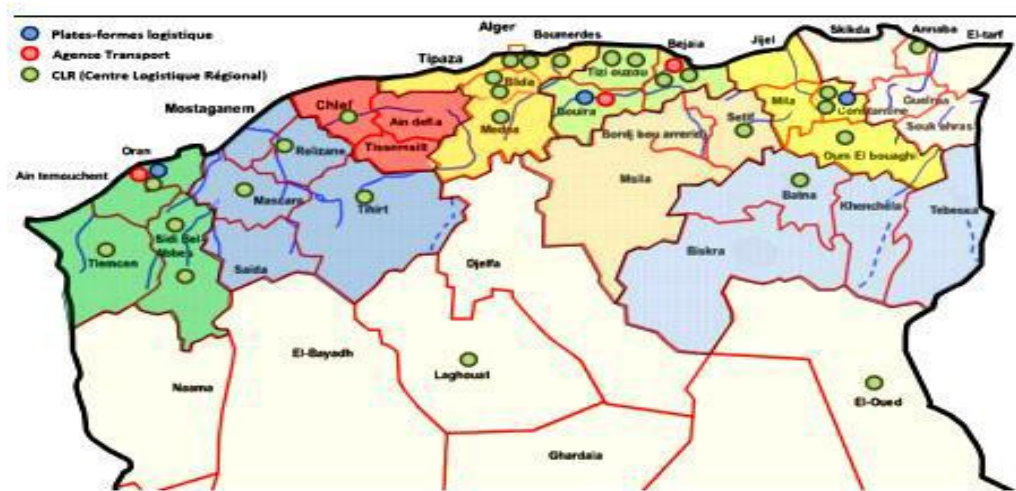 Plates-formes logistique
Agence Transport
CLR (Centre Logistique Régional)
Alger
Boumerdes
Tipaza
Bejaia
Jijel
Skikda
Annaba
El-tarf
Mostaganem
Chlef
Blida
Tizi ouzou
Mila
Constantine
Guelma
Ain defla
Medea
Bouira
Bordj bou arrerid
Setif
Souk ahras
Oran
Relizane
Tissemsilt
Oum El bouaghi
Ain temouchent
Mascara
Tihirt
Msila
Batna
Khenchela
Tebessa
Sidi Bel-
Abbes
Tlemcen
Saida
Djelfa
Biskra
El-Bayadh
Naama
Laghouat
El-Oued
Ghardaia